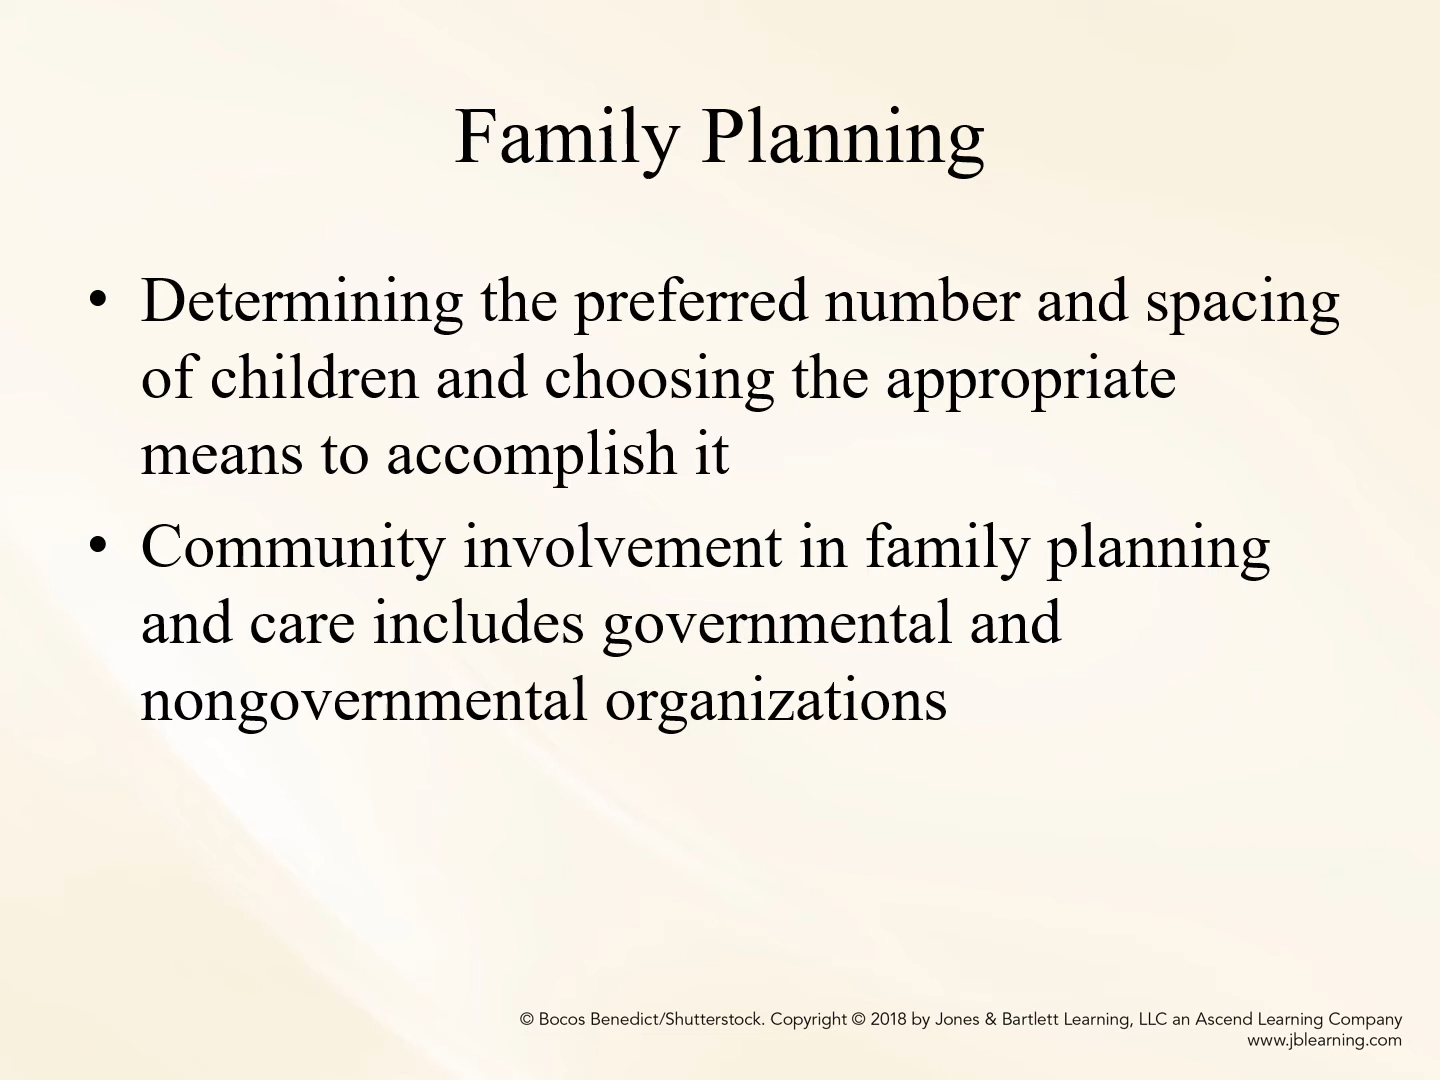 Family Planning
• Determining the preferred number and spacing
of children and choosing the appropriate
means to accomplish it
• Community involvement in family planning
and care includes governmental and
nongovernmental organizations
© Bocos Benedict/Shutterstock. Copyright © 2018 by Jones & Bartlett Learning, LLC an Ascend Learning Company
www.jblearning.com